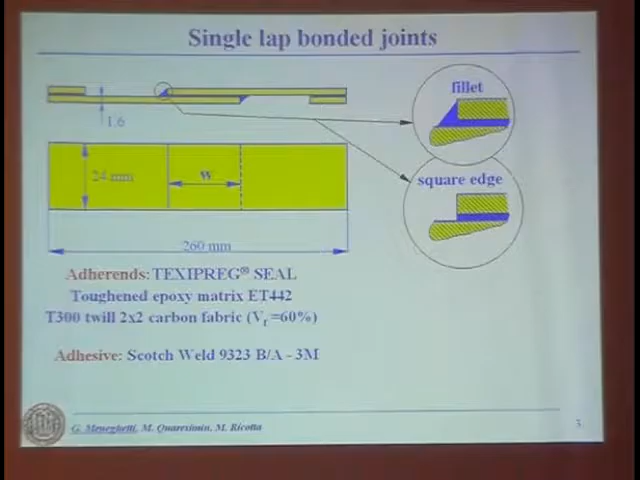 Single lap bonded joints
fillet
1.6
square edge
24 mm
w
260 mm
Adherends: TEXIPREG® SEAL
Toughened epoxy matrix ET442
T300 twill 2x2 carbon fabric (Vf =60%)
Adhesive: Scotch Weld 9323 B/A - 3M
G. Meneghetti, M. Quaresimin, M. Ricotta
3